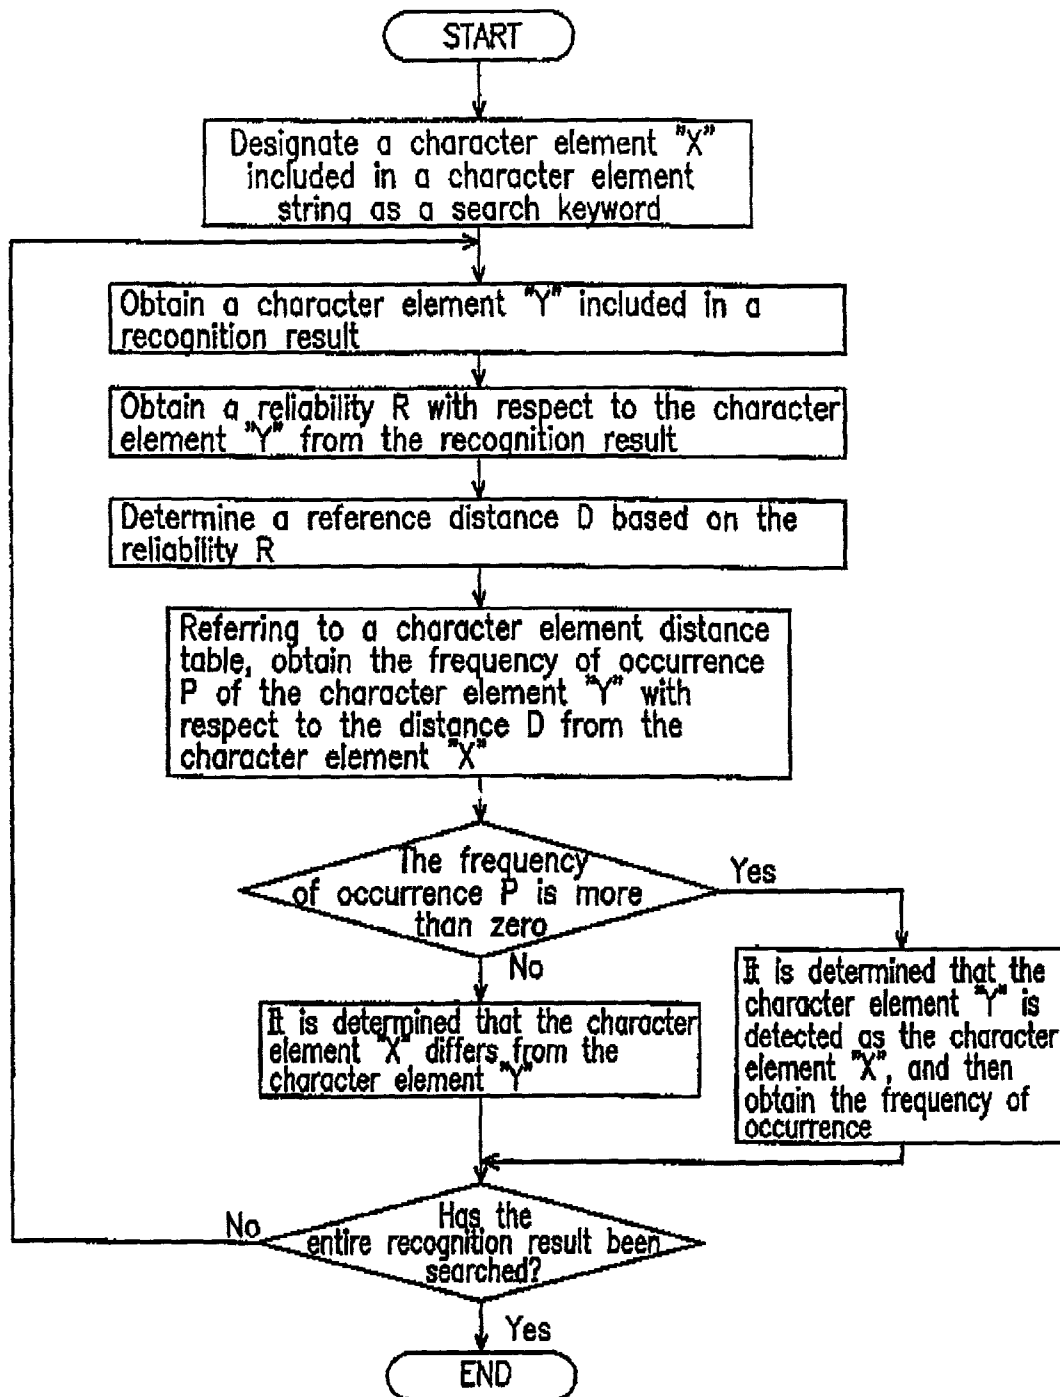 START
Designate a character element "X"
included in a character element
string as a search keyword
Obtain a character element "Y" included in a
recognition result
Obtain a reliability R with respect to the character
element "Y" from the recognition result
Determine a reference distance D based on the
reliability R
Referring to a character element distance
table, obtain the frequency of occurrence
P of the character element "Y" with
respect to the distance D from the
character element "X"
The frequency
of occurrence P is more
than zero
Yes
No
It is determined that the
character element "Y" is
detected as the character
element "X", and then
obtain the frequency of
occurrence
It is determined that the character
element "X" differs from the
character element "Y"
Has the
entire recognition result been
searched?
No
Yes
END